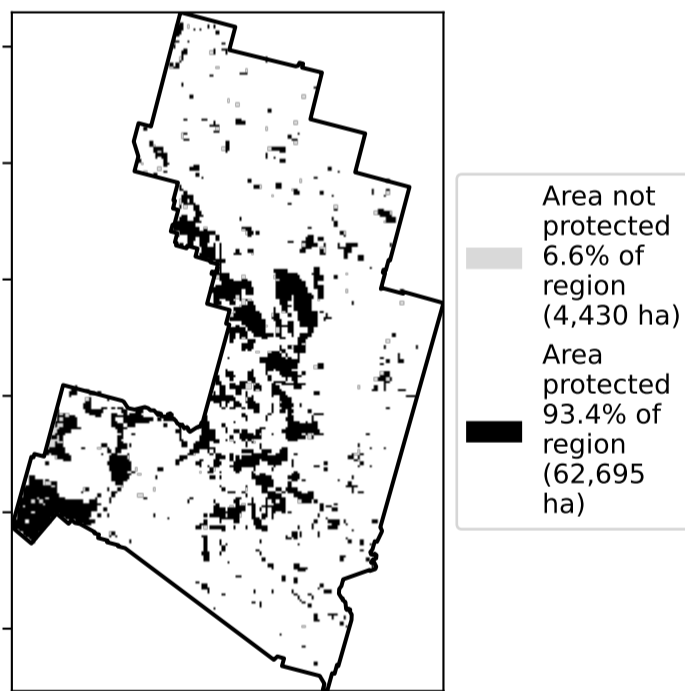 Area not
protected
6.6% of
region
(4,430 ha)
Area
protected
93.4% of
region
(62,695
ha)